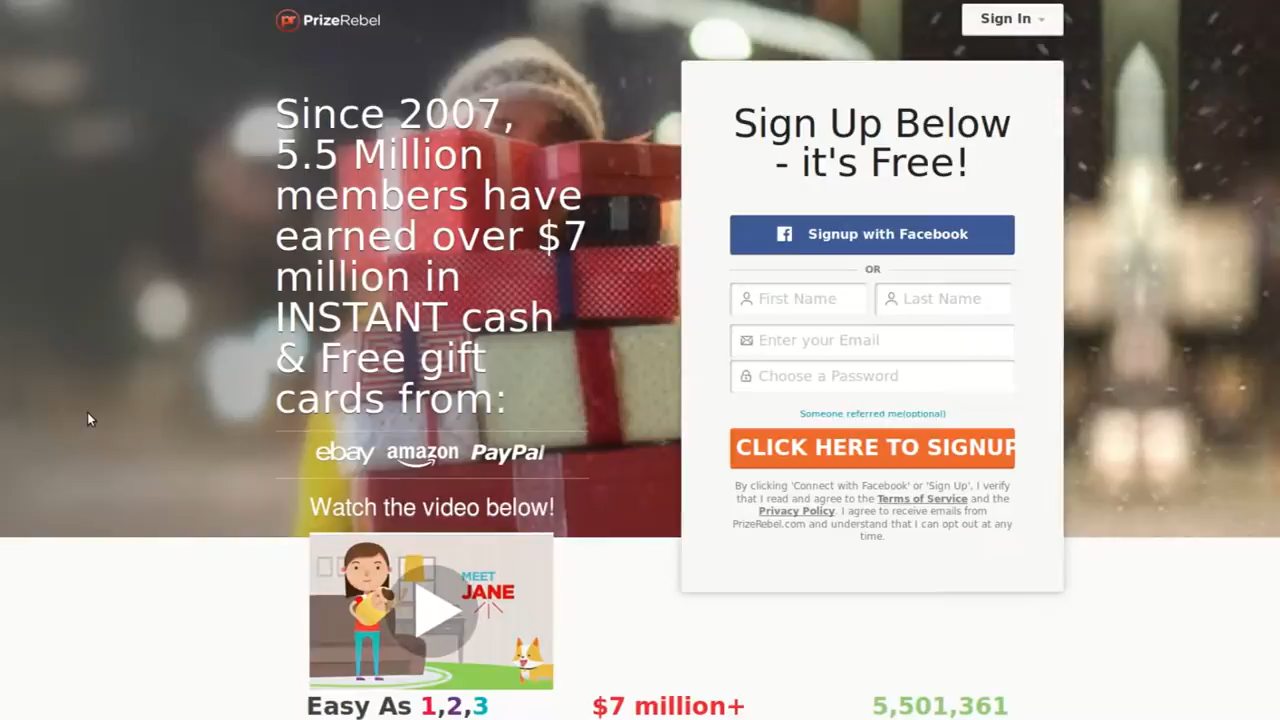 pr PrizeRebel
Sign In
Since 2007,
5.5 Million
members have
earned over $7
million in
INSTANT cash
& Free gift
cards from:
ebay amazon PayPal
Watch the video below!
MEET
JANE
Sign Up Below
- it's Free!
Signup with Facebook
OR
First Name Last Name
Enter your Email
Choose a Password
Someone referred me(optional)
CLICK HERE TO SIGNUP
By clicking 'Connect with Facebook' or 'Sign Up', I verify
that I read and agree to the Terms of Service and the
Privacy Policy. I agree to receive emails from
PrizeRebel.com and understand that I can opt out at any
time.
Easy As 1,2,3 $7 million+ 5,501,361